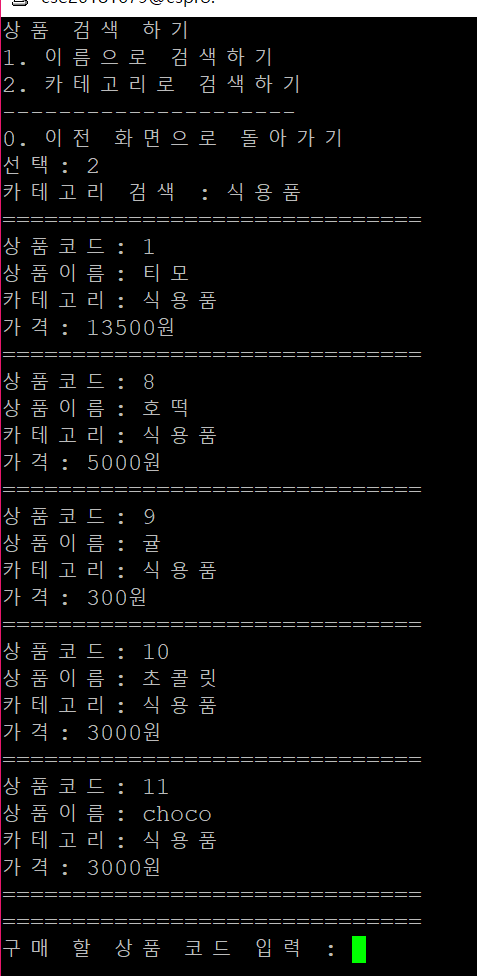 상품 검색 하기
1. 이름으로 검색하기
2. 카테고리로 검색하기
---------------------
0. 이전 화면으로 돌아가기
선택: 2
카테고리 검색 : 식용품
==============================
상품코드: 1
상품이름: 티모
카테고리: 식용품
가격: 13500원
==============================
상품코드: 8
상품이름: 호떡
카테고리: 식용품
가격: 5000원
==============================
상품코드: 9
상품이름: 귤
카테고리: 식용품
가격: 300원
==============================
상품코드: 10
상품이름: 초콜릿
카테고리: 식용품
가격: 3000원
==============================
상품코드: 11
상품이름: choco
카테고리: 식용품
가격: 3000원
==============================
==============================
구매 할 상품 코드 입력 :